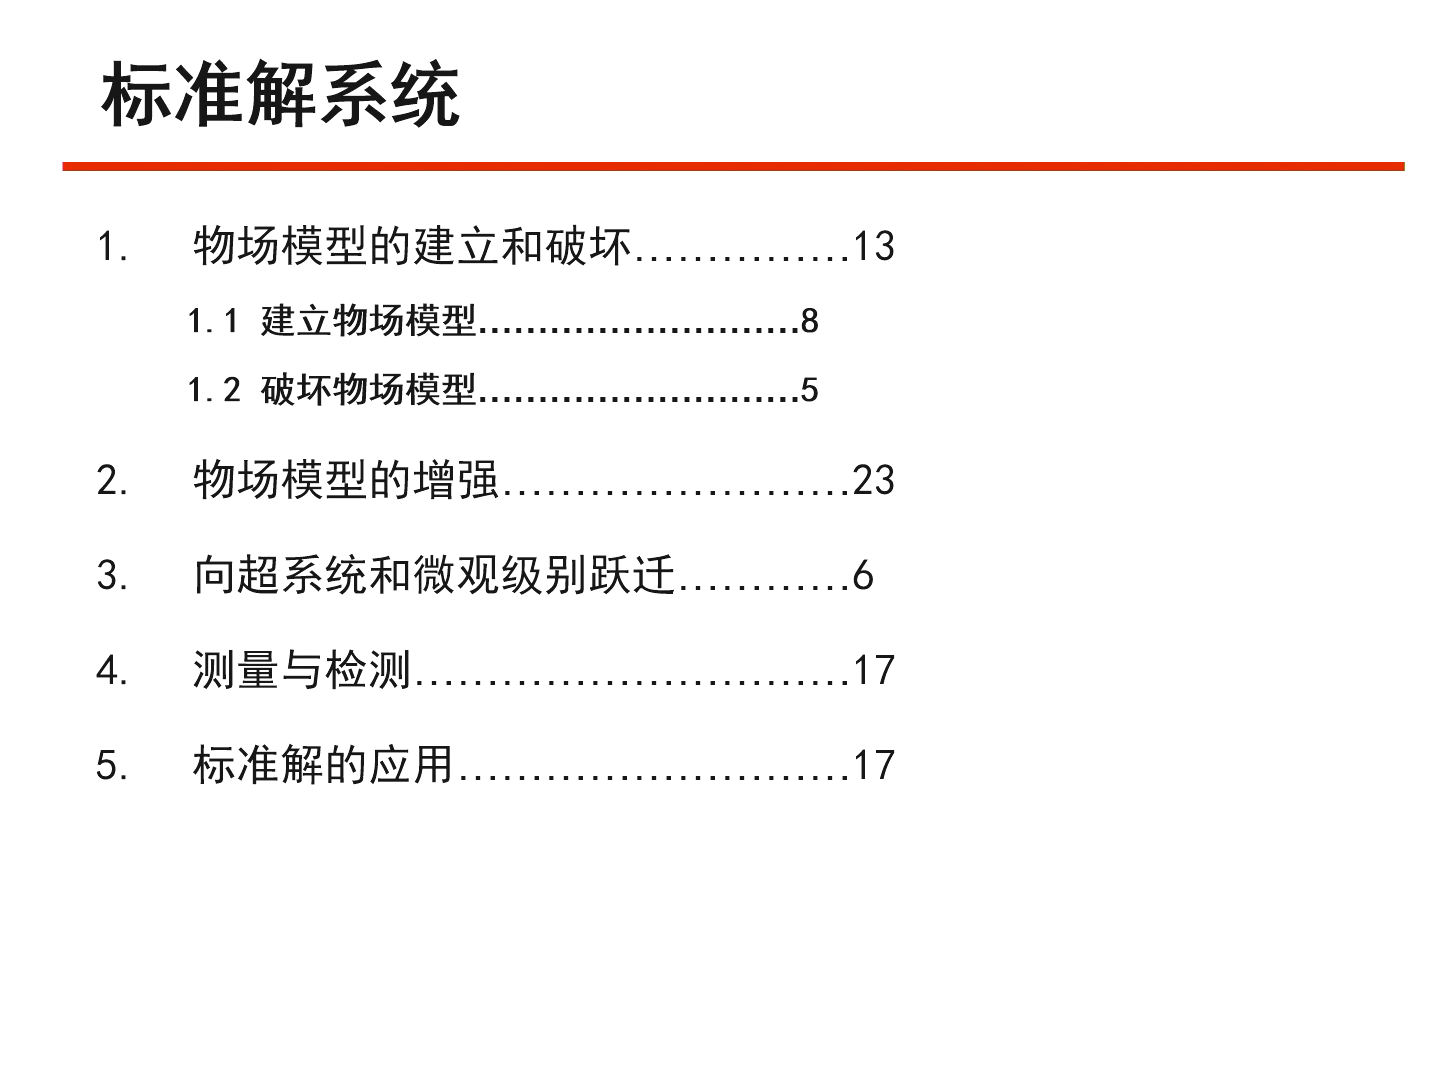 标准解系统
1. 物场模型的建立和破坏...............13
1.1 建立物场模型...........................8
1.2 破坏物场模型...........................5
2. 物场模型的增强........................23
3. 向超系统和微观级别跃迁............6
4. 测量与检测..............................17
5. 标准解的应用...........................17